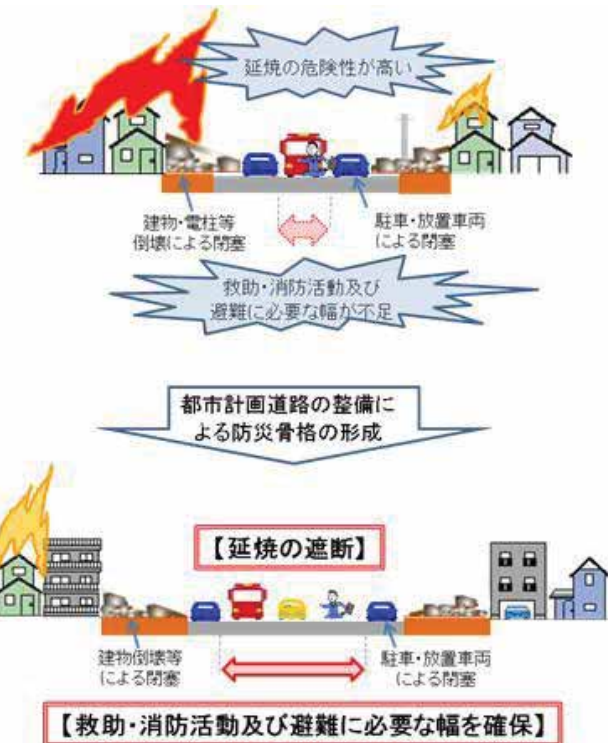 延焼の危険性が高い
建物・電柱等
倒壊による閉塞
駐車・放置車両
による閉塞
救助・消防活動及び
避難に必要な幅が不足
都市計画道路の整備に
よる防災骨格の形成
【延焼の遮断】
建物倒壊等
による閉塞
駐車・放置車両
による閉塞
【救助・消防活動及び避難に必要な幅を確保】